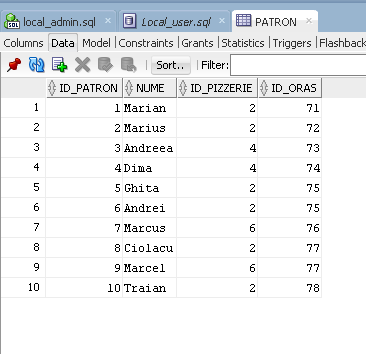 local_admin.sql Local_user.sql PATRON
Columns Data Model Constraints Grants Statistics Triggers Flashback
Sort.. Filter:
ID_PATRON NUME ID_PIZZERIE ID_ORAS
1 1 Marian 2 71
2 2 Marius 2 72
3 3 Andreea 4 73
4 4 Dima 4 74
5 5 Ghita 2 75
6 6 Andrei 2 75
7 7 Marcus 6 76
8 8 Ciolacu 2 77
9 9 Marcel 6 77
10 10 Traian 2 78